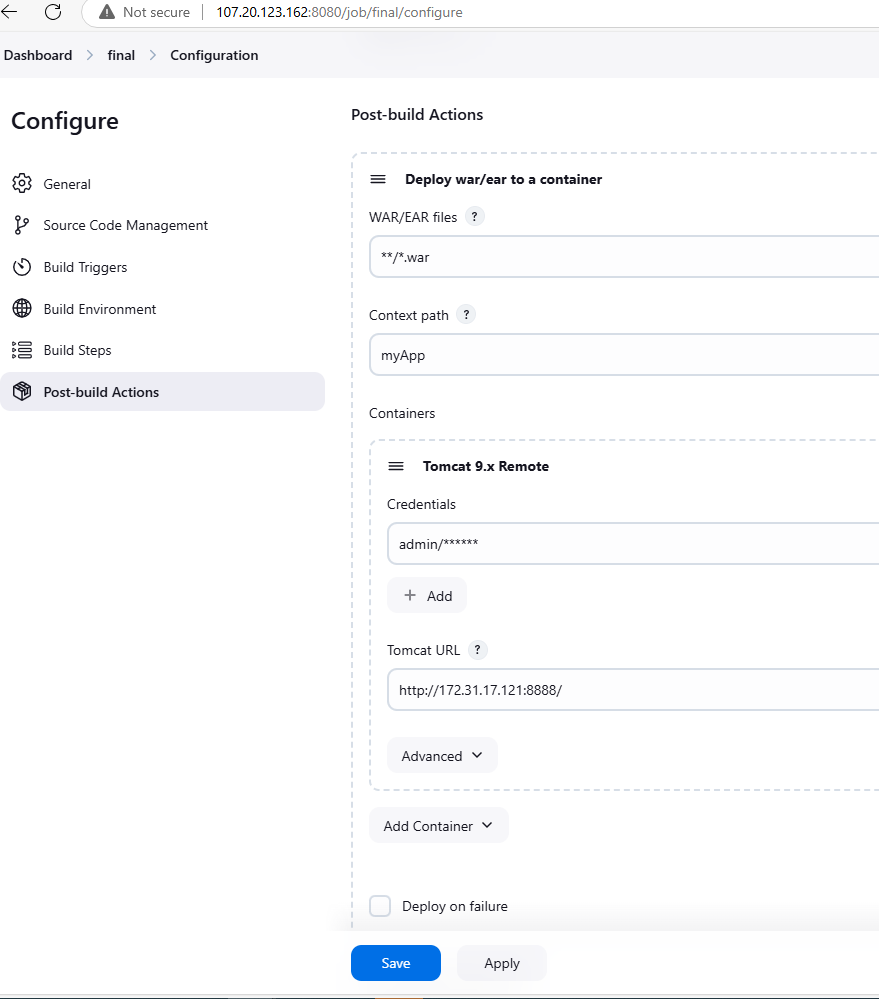 Not secure 107.20.123.162:8080/job/final/configure
Dashboard > final > Configuration
Configure
General
Source Code Management
Build Triggers
Build Environment
Build Steps
Post-build Actions
Post-build Actions
Deploy war/ear to a container
WAR/EAR files ?
**/*.war
Context path ?
myApp
Containers
Tomcat 9.x Remote
Credentials
admin/******
+ Add
Tomcat URL ?
http://172.31.17.121:8888/
Advanced
Add Container
Deploy on failure
Save Apply